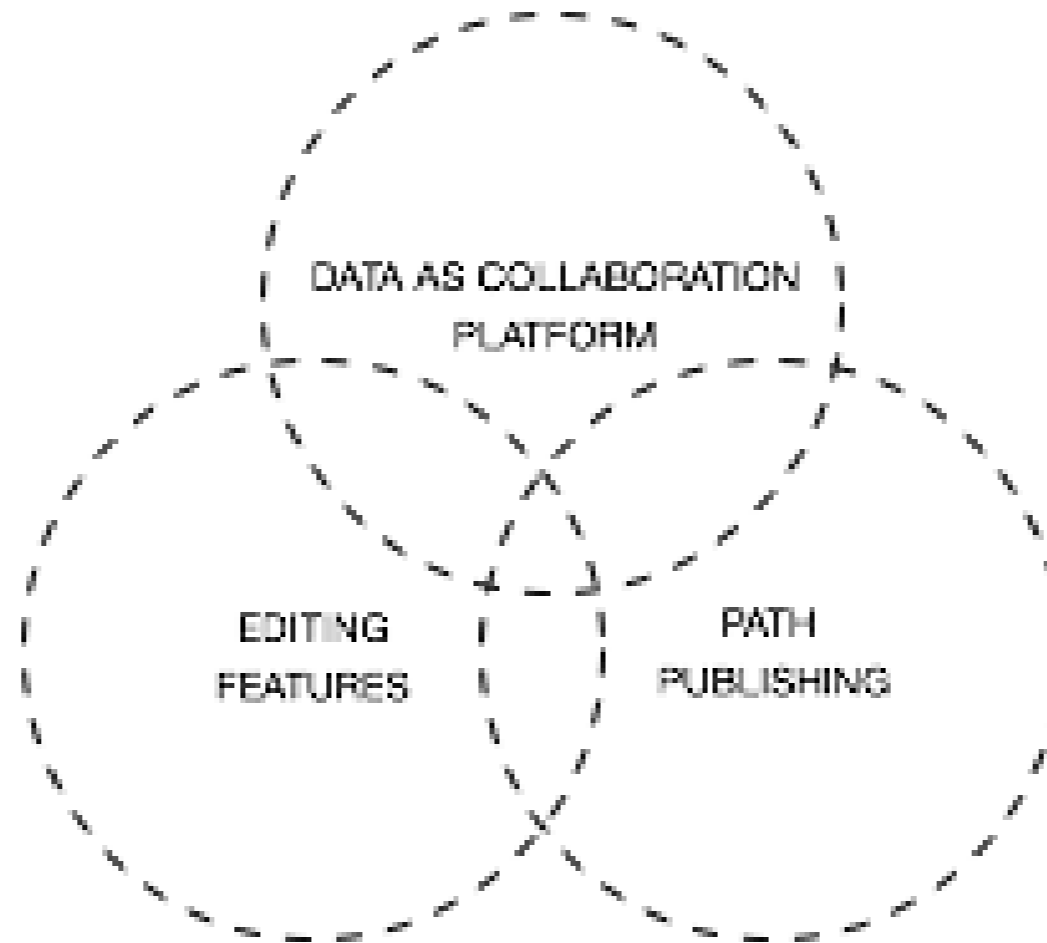 DATA AS COLLABORATION
PLATFORM
EDITING
FEATURES
PATH
PUBLISHING